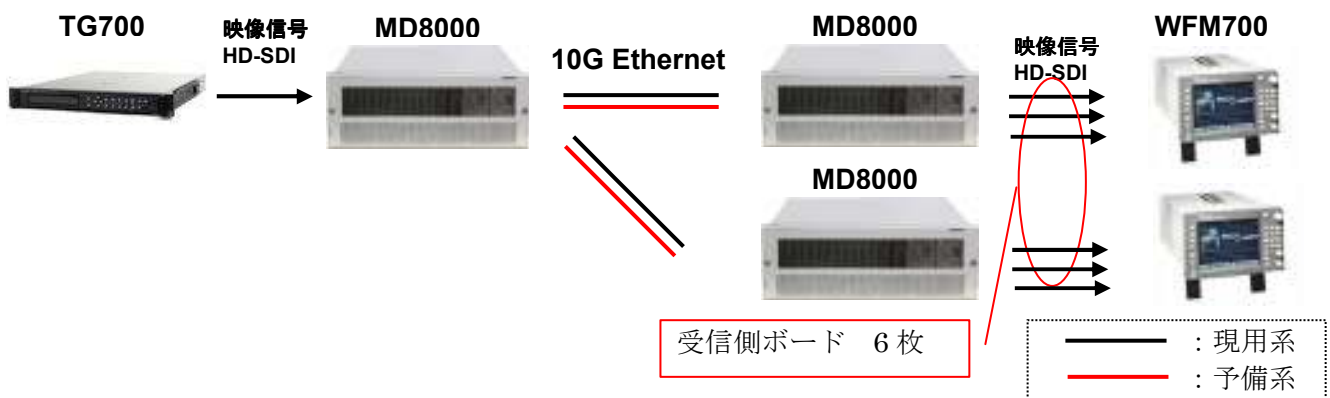 TG700
映像信号
HD-SDI
MD8000
10G Ethernet
MD8000
映像信号
HD-SDI
WFM700
MD8000
受信側ボード　6枚
：現用系
：予備系